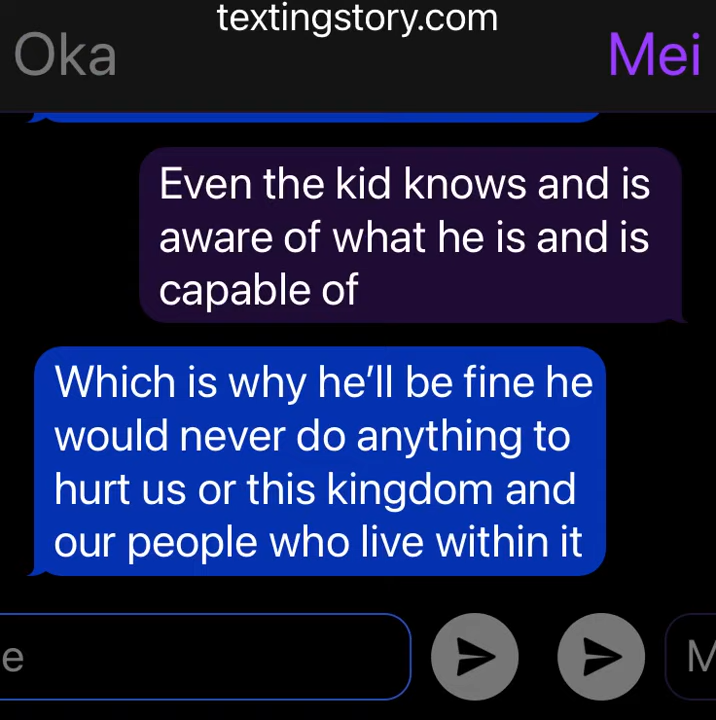 textingstory.com
Oka
Mei
Even the kid knows and is
aware of what he is and is
capable of
Which is why he'll be fine he
would never do anything to
hurt us or this kingdom and
our people who live within it
e
M